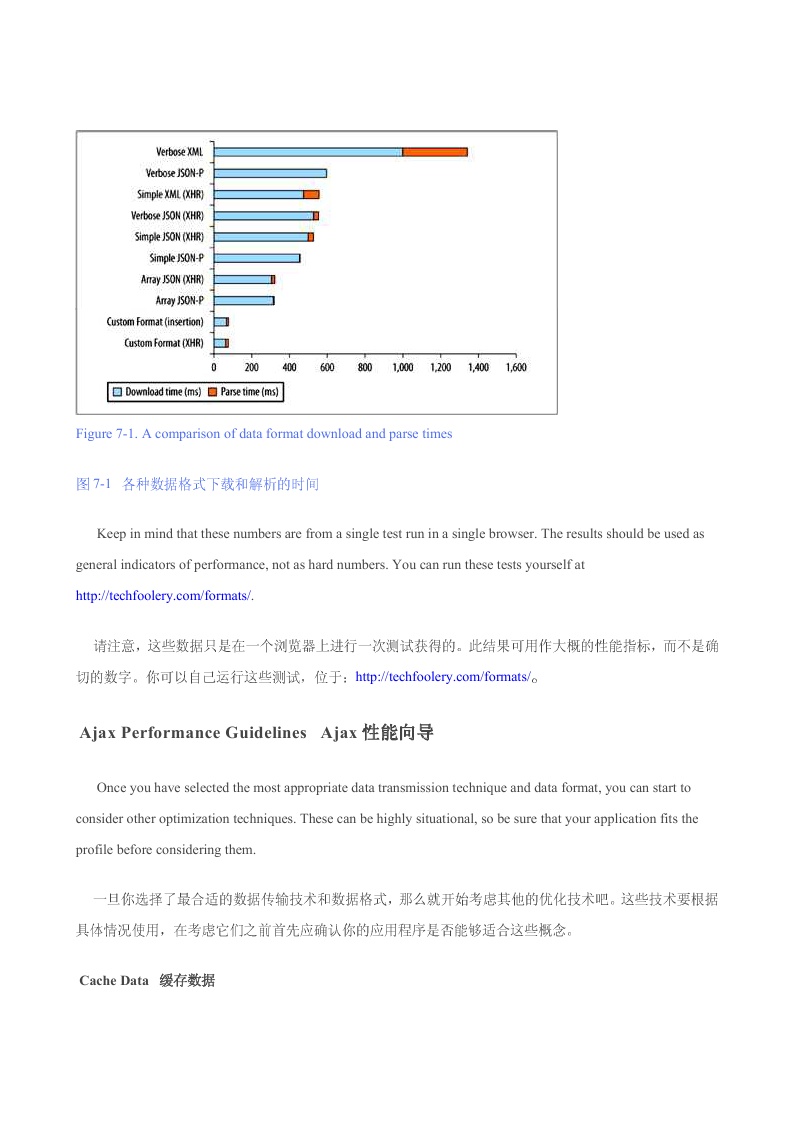 Verbose XML
Verbose JSON-P
Simple XML (XHR)
Verbose JSON (XHR)
Simple JSON (XHR)
Simple JSON-P
Array JSON (XHR)
Array JSON-P
Custom Format (insertion)
Custom Format (XHR)
0 200 400 600 800 1,000 1,200 1,400 1,600
Download time (ms) Parse time (ms)
Figure 7-1. A comparison of data format download and parse times
图 7-1 各种数据格式下载和解析的时间
Keep in mind that these numbers are from a single test run in a single browser. The results should be used as
general indicators of performance, not as hard numbers. You can run these tests yourself at
http://techfoolery.com/formats/.
请注意，这些数据只是在一个浏览器上进行一次测试获得的。此结果可用作大概的性能指标，而不是确
切的数字。你可以自己运行这些测试，位于：http://techfoolery.com/formats/。
Ajax Performance Guidelines Ajax 性能向导
Once you have selected the most appropriate data transmission technique and data format, you can start to
consider other optimization techniques. These can be highly situational, so be sure that your application fits the
profile before considering them.
一旦你选择了最合适的数据传输技术和数据格式，那么就开始考虑其他的优化技术吧。这些技术要根据
具体情况使用，在考虑它们之前首先应确认你的应用程序是否能够适合这些概念。
Cache Data 缓存数据